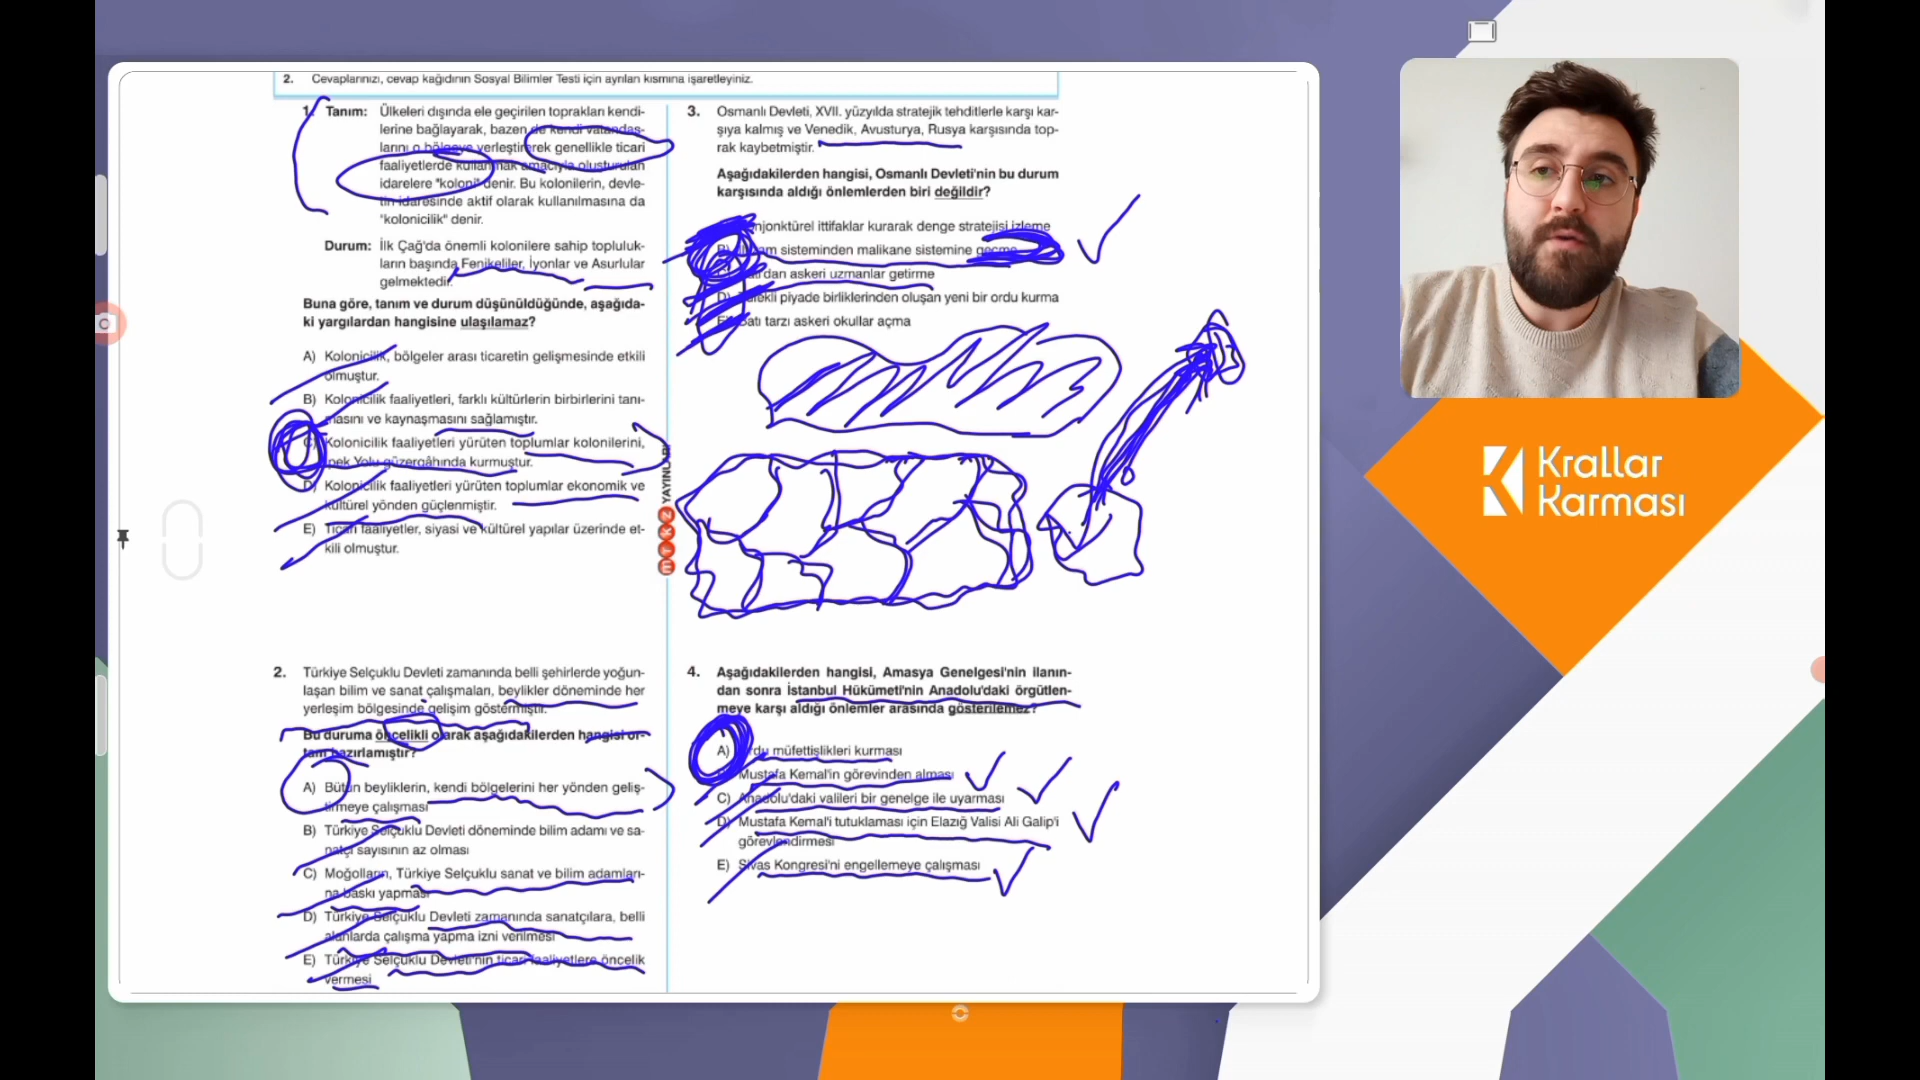 2. Cevaplarınızı, cevap kağıdının Sosyal Bilimler Testi için ayrılan kısmına işaretleyiniz.
1. Tanım: Ülkeleri dışında ele geçirilen toprakları kendi-
lerine bağlayarak, bazen de kendi vatandaş-
larını o bölgeye yerleştirerek genellikle ticari
faaliyetlerde kullanmak amacıyla oluşturulan
idarelere "koloni" denir. Bu kolonilerin, devle-
tin idaresinde aktif olarak kullanılmasına da
"kolonicilik" denir.
Durum: İlk Çağ'da önemli kolonilere sahip topluluk-
ların başında Fenikeliler, İyonlar ve Asurlular
gelmektedir.
Buna göre, tanım ve durum düşünüldüğünde, aşağıda-
ki yargılardan hangisine ulaşılamaz?
A) Kolonicilik, bölgeler arası ticaretin gelişmesinde etkili
olmuştur.
B) Kolonicilik faaliyetleri, farklı kültürlerin birbirlerini tanı-
masını ve kaynaşmasını sağlamıştır.
C) Kolonicilik faaliyetleri yürüten toplumlar kolonilerini,
İpek Yolu güzergâhında kurmuştur.
D) Kolonicilik faaliyetleri yürüten toplumlar ekonomik ve
kültürel yönden güçlenmiştir.
E) Ticari faaliyetler, siyasi ve kültürel yapılar üzerinde et-
kili olmuştur.
2. Türkiye Selçuklu Devleti zamanında belli şehirlerde yoğun-
laşan bilim ve sanat çalışmaları, beylikler döneminde her
yerleşim bölgesinde gelişim göstermiştir.
Bu duruma öncelikli olarak aşağıdakilerden hangisi or-
tam hazırlamıştır?
A) Bütün beyliklerin, kendi bölgelerini her yönden geliş-
tirmeye çalışması
B) Türkiye Selçuklu Devleti döneminde bilim adamı ve sa-
natçı sayısının az olması
C) Moğolların, Türkiye Selçuklu sanat ve bilim adamları-
na baskı yapması
D) Türkiye Selçuklu Devleti zamanında sanatçılara, belli
alanlarda çalışma yapma izni verilmesi
E) Türkiye Selçuklu Devleti'nin ticari faaliyetlere öncelik
vermesi
mykz YAYINLARI
3. Osmanlı Devleti, XVII. yüzyılda stratejik tehditlerle karşı kar-
şıya kalmış ve Venedik, Avusturya, Rusya karşısında top-
rak kaybetmiştir.
Aşağıdakilerden hangisi, Osmanlı Devleti'nin bu durum
karşısında aldığı önlemlerden biri değildir?
ittifaklar kurarak denge stratejisi izleme
B) sisteminden malikane sistemine geçme
askeri uzmanlar getirme
D) piyade birliklerinden oluşan yeni bir ordu kurma
E) Batı tarzı askeri okullar açma
4. Aşağıdakilerden hangisi, Amasya Genelgesi'nin ilanın-
dan sonra İstanbul Hükümeti'nin Anadolu'daki örgütlen-
meye karşı aldığı önlemler arasında gösterilemez?
A) Ordu müfettişlikleri kurması
Mustafa Kemal'in görevinden alması
C) Anadolu'daki valileri bir genelge ile uyarması
D) Mustafa Kemal'i tutuklaması için Elazığ Valisi Ali Galip'i
görevlendirmesi
E) Sivas Kongresi'ni engellemeye çalışması
Krallar
Karması